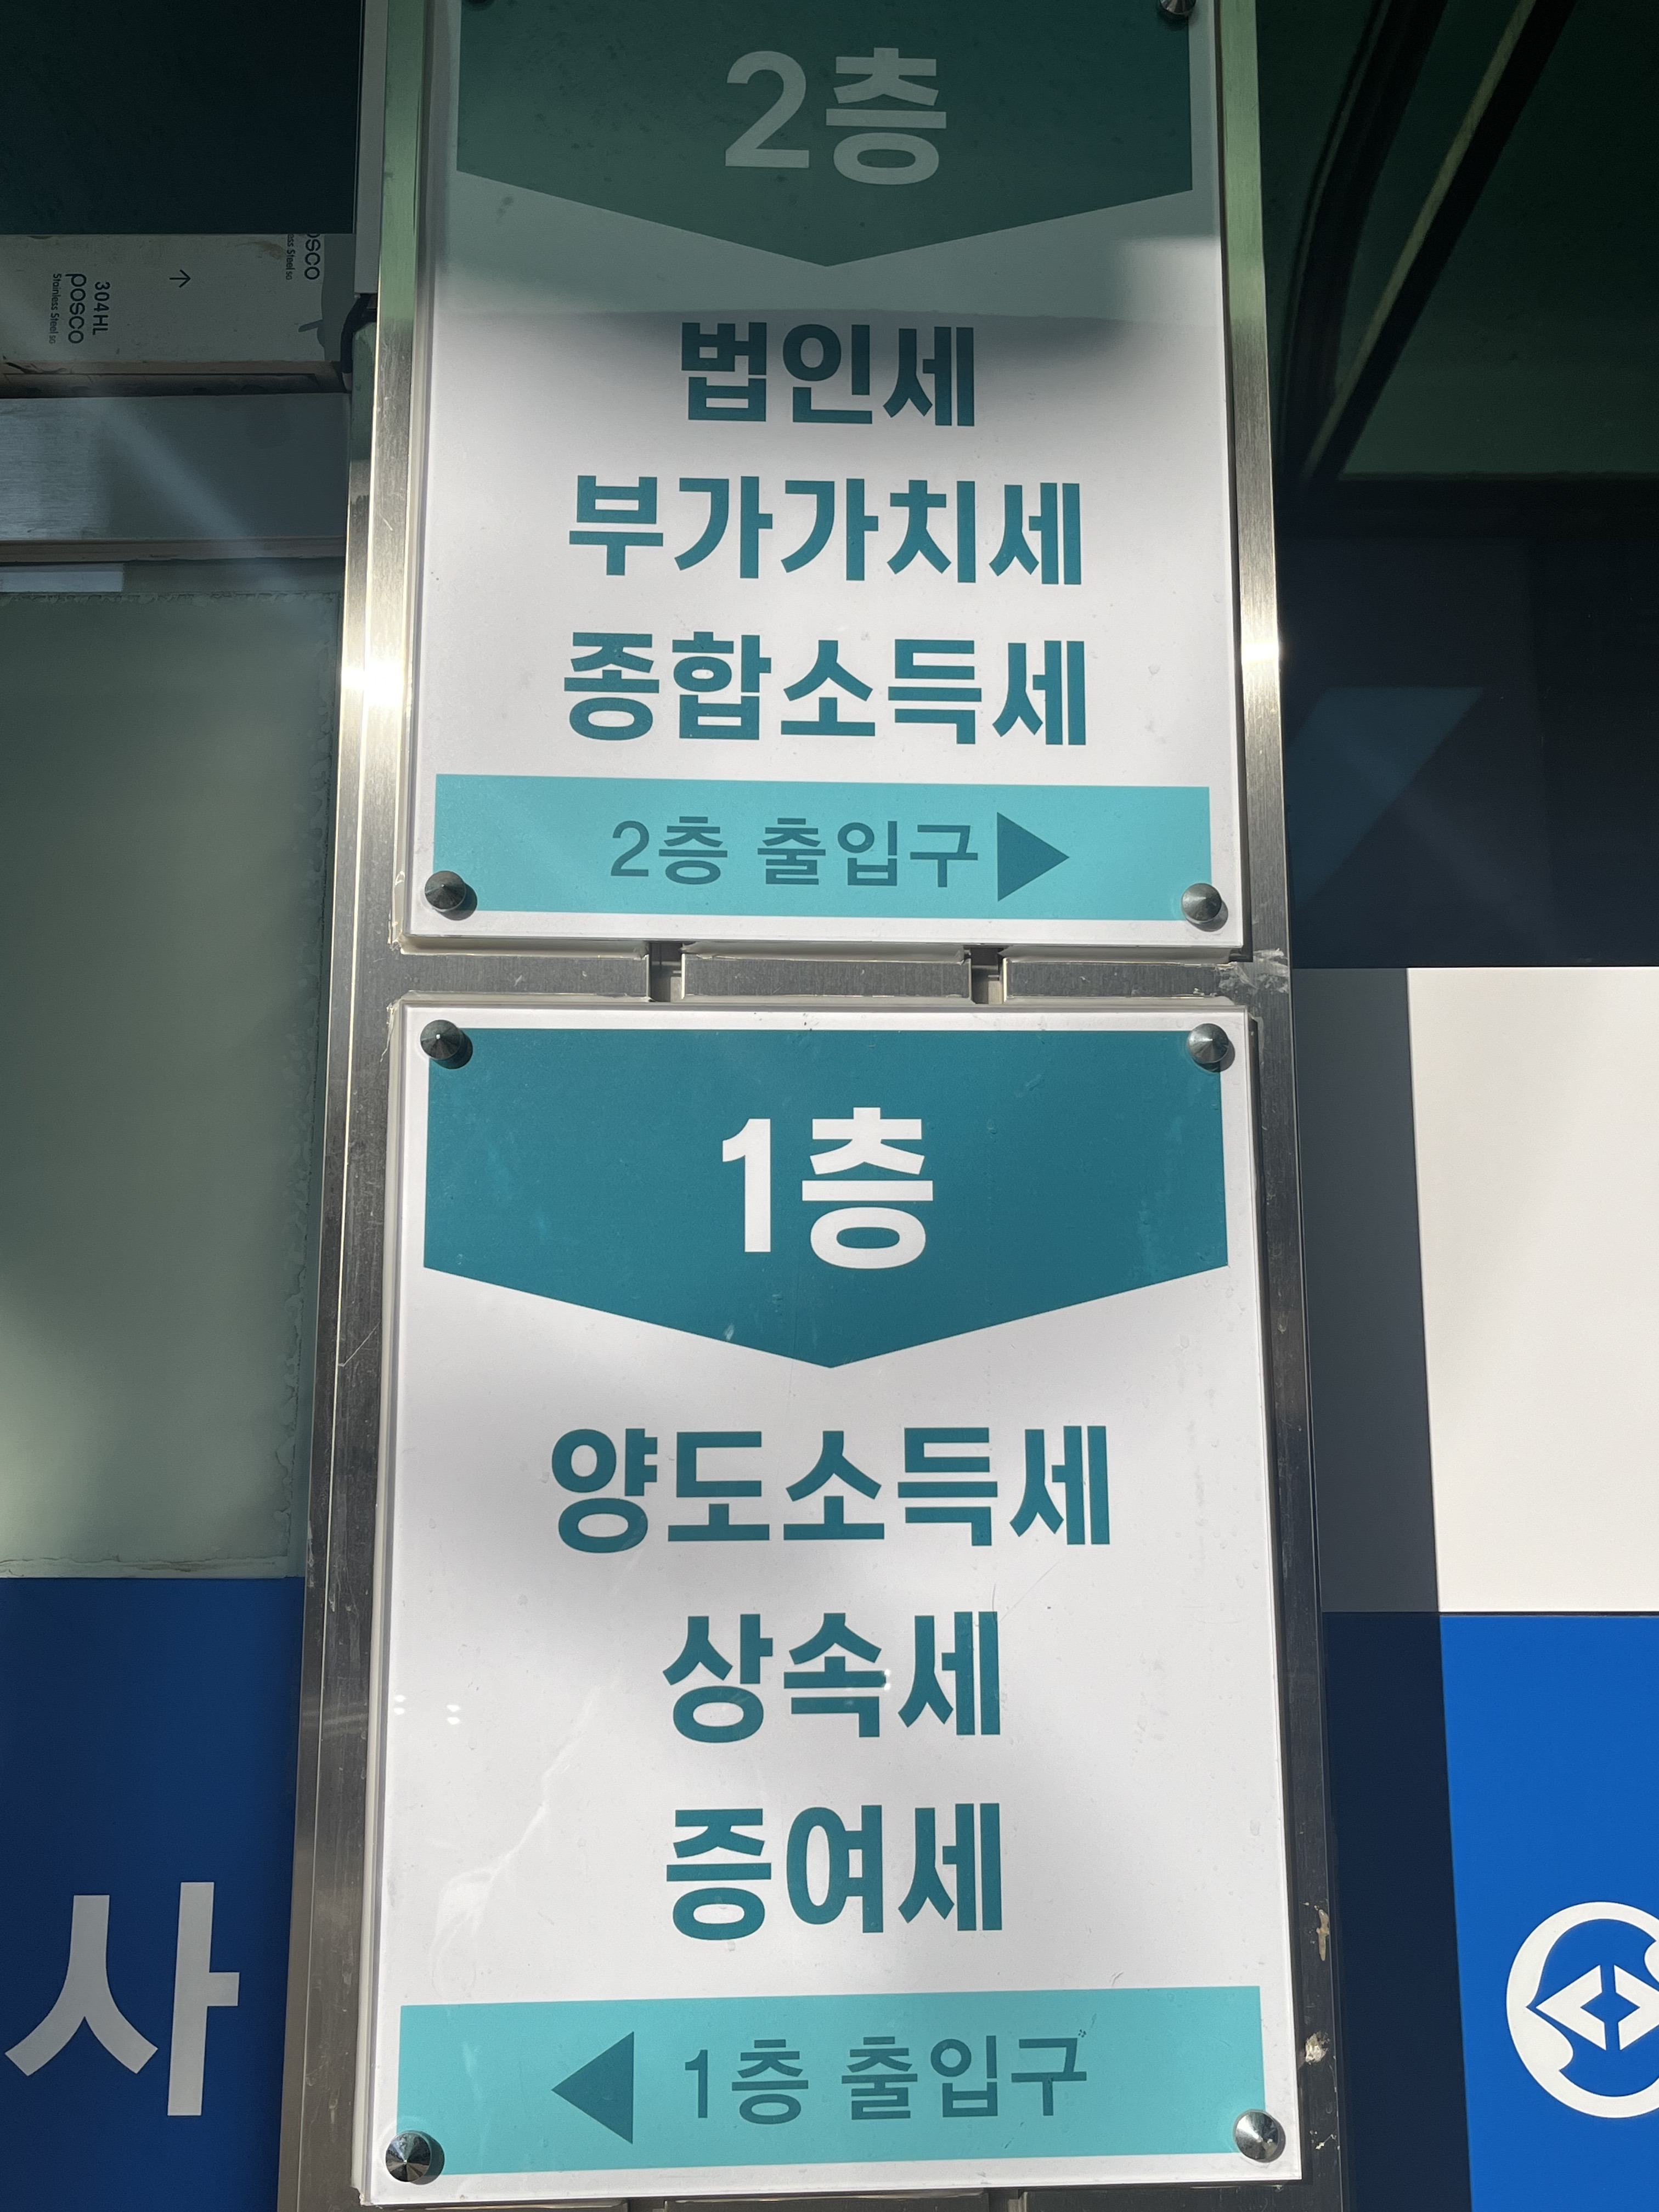 2층
법인세
부가가치세
종합소득세
2층 출입구▶
1층
양도소득세
상속세
증여세
◀ 1층 출입구
사
304HL
posco
Stainless Steel